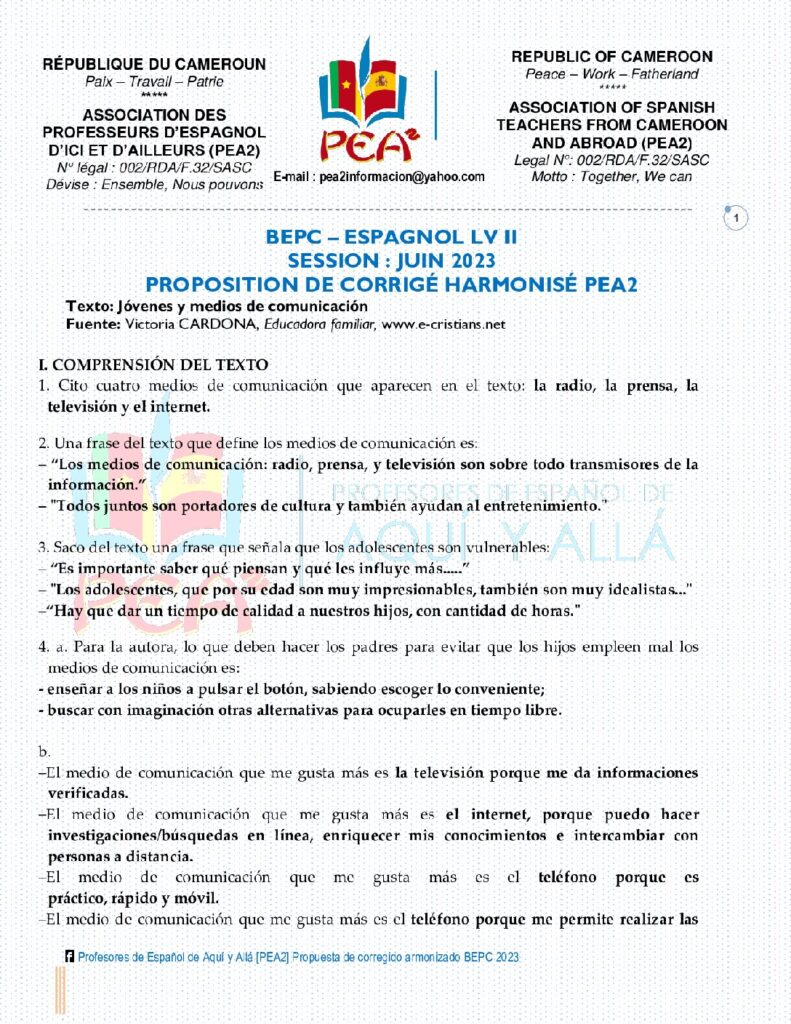 RÉPUBLIQUE DU CAMEROUN
Paix – Travail – Patrie
*****
ASSOCIATION DES
PROFESSEURS D'ESPAGNOL
D'ICI ET D'AILLEURS (PEA2)
N° légal : 002/RDA/F.32/SASC
Dévise : Ensemble, Nous pouvons
PEA²
E-mail : pea2informacion@yahoo.com
REPUBLIC OF CAMEROON
Peace – Work – Fatherland
*****
ASSOCIATION OF SPANISH
TEACHERS FROM CAMEROON
AND ABROAD (PEA2)
Legal N°: 002/RDA/F.32/SASC
Motto : Together, We can
1
BEPC – ESPAGNOL LV II
SESSION : JUIN 2023
PROPOSITION DE CORRIGÉ HARMONISÉ PEA2
Texto: Jóvenes y medios de comunicación
Fuente: Victoria CARDONA, Educadora familiar, www.e-cristians.net
I. COMPRENSIÓN DEL TEXTO
1. Cito cuatro medios de comunicación que aparecen en el texto: la radio, la prensa, la
televisión y el internet.
2. Una frase del texto que define los medios de comunicación es:
– "Los medios de comunicación: radio, prensa, y televisión son sobre todo transmisores de la
información."
– "Todos juntos son portadores de cultura y también ayudan al entretenimiento."
3. Saco del texto una frase que señala que los adolescentes son vulnerables:
– "Es importante saber qué piensan y qué les influye más....."
– "Los adolescentes, que por su edad son muy impresionables, también son muy idealistas..."
–"Hay que dar un tiempo de calidad a nuestros hijos, con cantidad de horas."
4. a. Para la autora, lo que deben hacer los padres para evitar que los hijos empleen mal los
medios de comunicación es:
- enseñar a los niños a pulsar el botón, sabiendo escoger lo conveniente;
- buscar con imaginación otras alternativas para ocuparles en tiempo libre.
b.
–El medio de comunicación que me gusta más es la televisión porque me da informaciones
verificadas.
–El medio de comunicación que me gusta más es el internet, porque puedo hacer
investigaciones/búsquedas en línea, enriquecer mis conocimientos e intercambiar con
personas a distancia.
–El medio de comunicación que me gusta más es el teléfono porque es
práctico, rápido y móvil.
–El medio de comunicación que me gusta más es el teléfono porque me permite realizar las
PEA²
PROFESORES DE ESPAÑOL DE
AQUÍ Y ALLÁ
Profesores de Español de Aquí y Allá [PEA2] Propuesta de corregido armonizado BEPC 2023